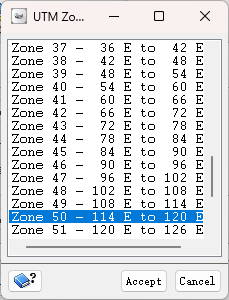 UTM Zo...
Zone 37 - 36 E to 42 E
Zone 38 - 42 E to 48 E
Zone 39 - 48 E to 54 E
Zone 40 - 54 E to 60 E
Zone 41 - 60 E to 66 E
Zone 42 - 66 E to 72 E
Zone 43 - 72 E to 78 E
Zone 44 - 78 E to 84 E
Zone 45 - 84 E to 90 E
Zone 46 - 90 E to 96 E
Zone 47 - 96 E to 102 E
Zone 48 - 102 E to 108 E
Zone 49 - 108 E to 114 E
Zone 50 - 114 E to 120 E
Zone 51 - 120 E to 126 E
? Accept Cancel